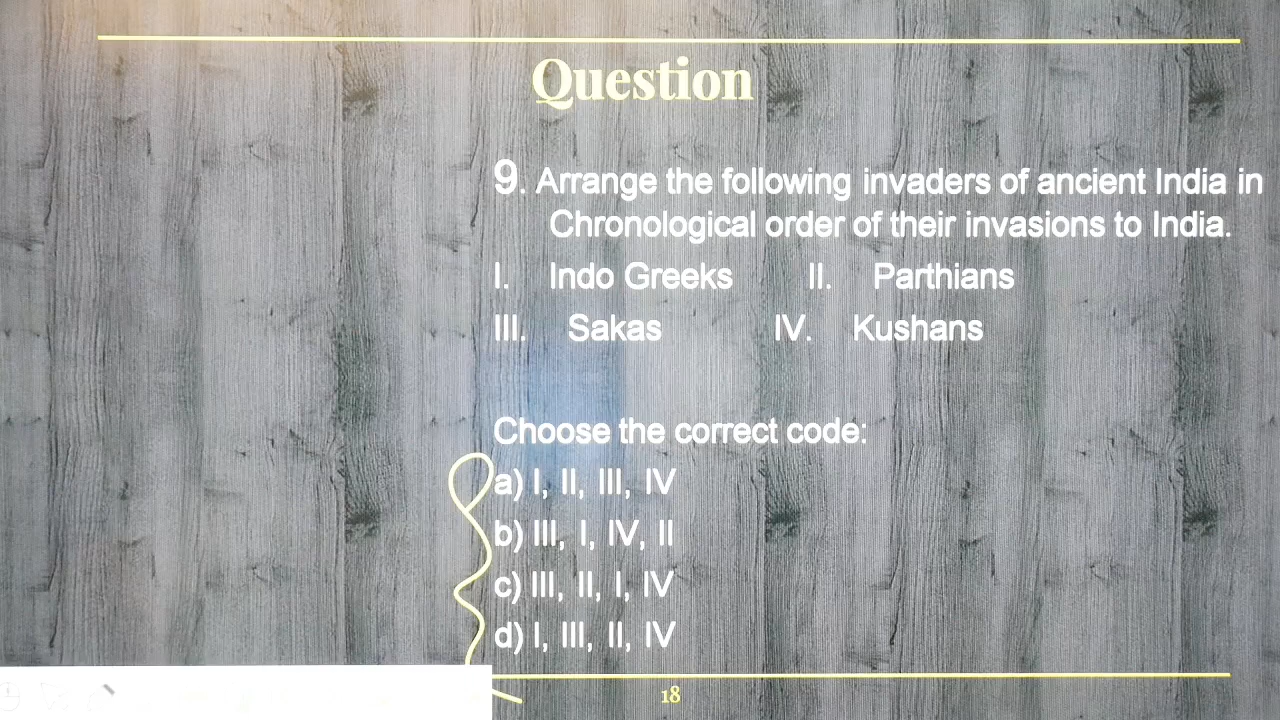 Question
9. Arrange the following invaders of ancient India in
Chronological order of their invasions to India.
I. Indo Greeks II. Parthians
III. Sakas IV. Kushans
Choose the correct code:
a) I, II, III, IV
b) III, I, IV, II
c) III, II, I, IV
d) I, III, II, IV
18